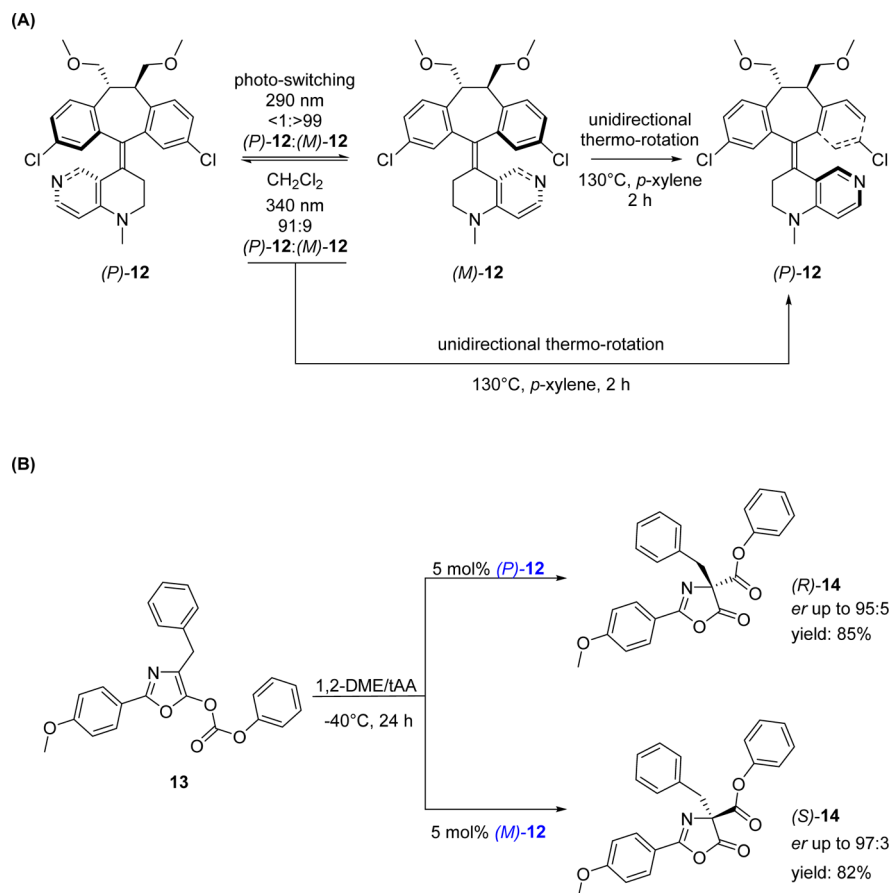 (A)
O O
Cl Cl
N
N
(P)-12
photo-switching
290 nm
<1:>99
(P)-12:(M)-12
CH₂Cl₂
340 nm
91:9
(P)-12:(M)-12
O O
Cl Cl
N
N
(M)-12
unidirectional
thermo-rotation
130°C, p-xylene
2 h
O O
Cl Cl
N
N
(P)-12
unidirectional thermo-rotation
130°C, p-xylene, 2 h
(B)
N
O
O
O
O
O
13
1,2-DME/tAA
-40°C, 24 h
5 mol% (P)-12
O
N
O
O
O
O
(R)-14
er up to 95:5
yield: 85%
5 mol% (M)-12
O
N
O
O
O
O
(S)-14
er up to 97:3
yield: 82%